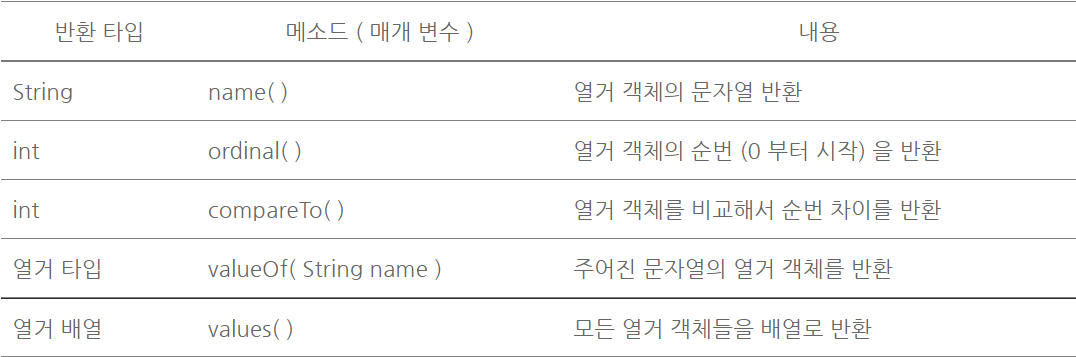 반환 타입 메소드 ( 매개 변수 ) 내용
String name( ) 열거 객체의 문자열 반환
int ordinal( ) 열거 객체의 순번 (0 부터 시작) 을 반환
int compareTo( ) 열거 객체를 비교해서 순번 차이를 반환
열거 타입 valueOf( String name ) 주어진 문자열의 열거 객체를 반환
열거 배열 values( ) 모든 열거 객체들을 배열로 반환